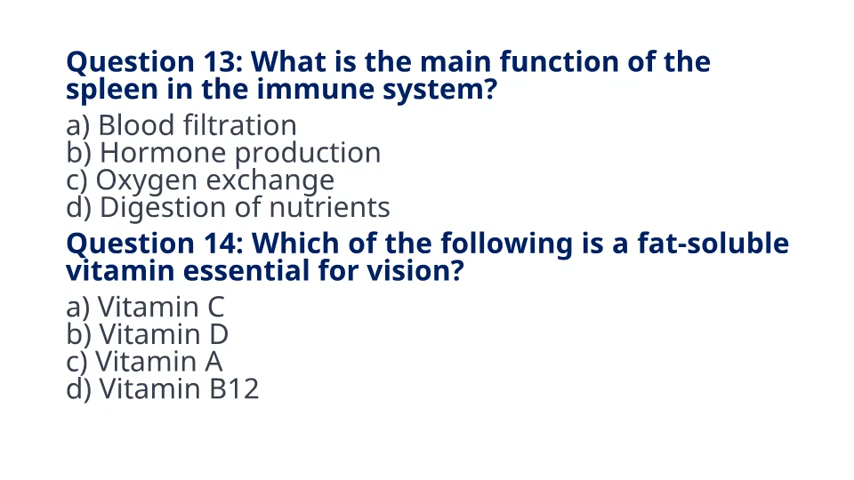 Question 13: What is the main function of the
spleen in the immune system?
a) Blood filtration
b) Hormone production
c) Oxygen exchange
d) Digestion of nutrients
Question 14: Which of the following is a fat-soluble
vitamin essential for vision?
a) Vitamin C
b) Vitamin D
c) Vitamin A
d) Vitamin B12